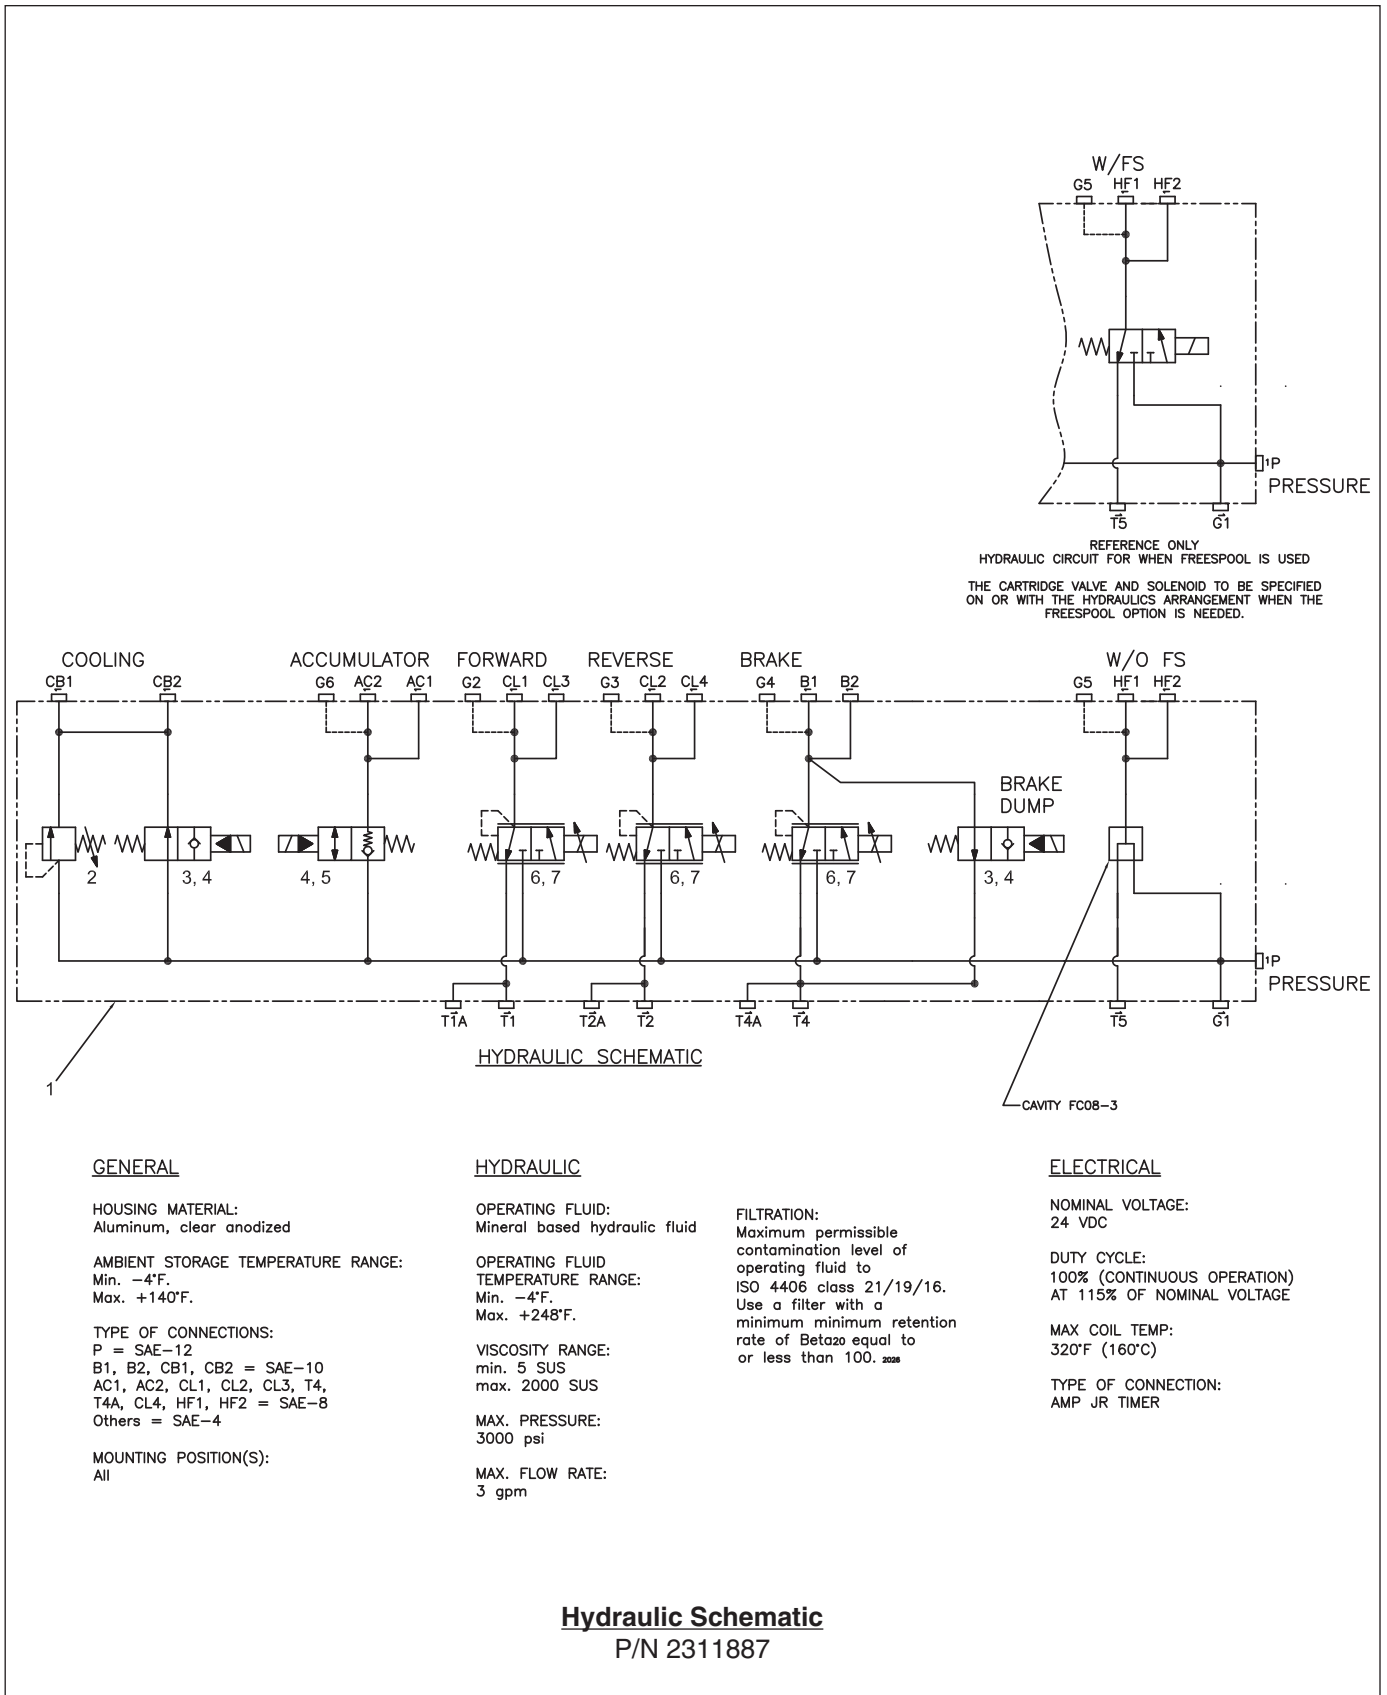 W/FS
G5 HF1 HF2
1P
PRESSURE
T5 G1
REFERENCE ONLY
HYDRAULIC CIRCUIT FOR WHEN FREESPOOL IS USED
THE CARTRIDGE VALVE AND SOLENOID TO BE SPECIFIED
ON OR WITH THE HYDRAULICS ARRANGEMENT WHEN THE
FREESPOOL OPTION IS NEEDED.
COOLING ACCUMULATOR FORWARD REVERSE BRAKE W/O FS
CB1 CB2 G6 AC2 AC1 G2 CL1 CL3 G3 CL2 CL4 G4 B1 B2 G5 HF1 HF2
BRAKE
DUMP
2 3, 4 4, 5 6, 7 6, 7 6, 7 3, 4
1P
PRESSURE
T1A T1 T2A T2 T4A T4 T5 G1
HYDRAULIC SCHEMATIC
1
CAVITY FC08-3
GENERAL
HOUSING MATERIAL:
Aluminum, clear anodized
AMBIENT STORAGE TEMPERATURE RANGE:
Min. -4°F.
Max. +140°F.
TYPE OF CONNECTIONS:
P = SAE-12
B1, B2, CB1, CB2 = SAE-10
AC1, AC2, CL1, CL2, CL3, T4,
T4A, CL4, HF1, HF2 = SAE-8
Others = SAE-4
MOUNTING POSITION(S):
All
HYDRAULIC
OPERATING FLUID:
Mineral based hydraulic fluid
OPERATING FLUID
TEMPERATURE RANGE:
Min. -4°F.
Max. +248°F.
VISCOSITY RANGE:
min. 5 SUS
max. 2000 SUS
MAX. PRESSURE:
3000 psi
MAX. FLOW RATE:
3 gpm
FILTRATION:
Maximum permissible
contamination level of
operating fluid to
ISO 4406 class 21/19/16.
Use a filter with a
minimum minimum retention
rate of Beta20 equal to
or less than 100.
ELECTRICAL
NOMINAL VOLTAGE:
24 VDC
DUTY CYCLE:
100% (CONTINUOUS OPERATION)
AT 115% OF NOMINAL VOLTAGE
MAX COIL TEMP:
320°F (160°C)
TYPE OF CONNECTION:
AMP JR TIMER
Hydraulic Schematic
P/N 2311887